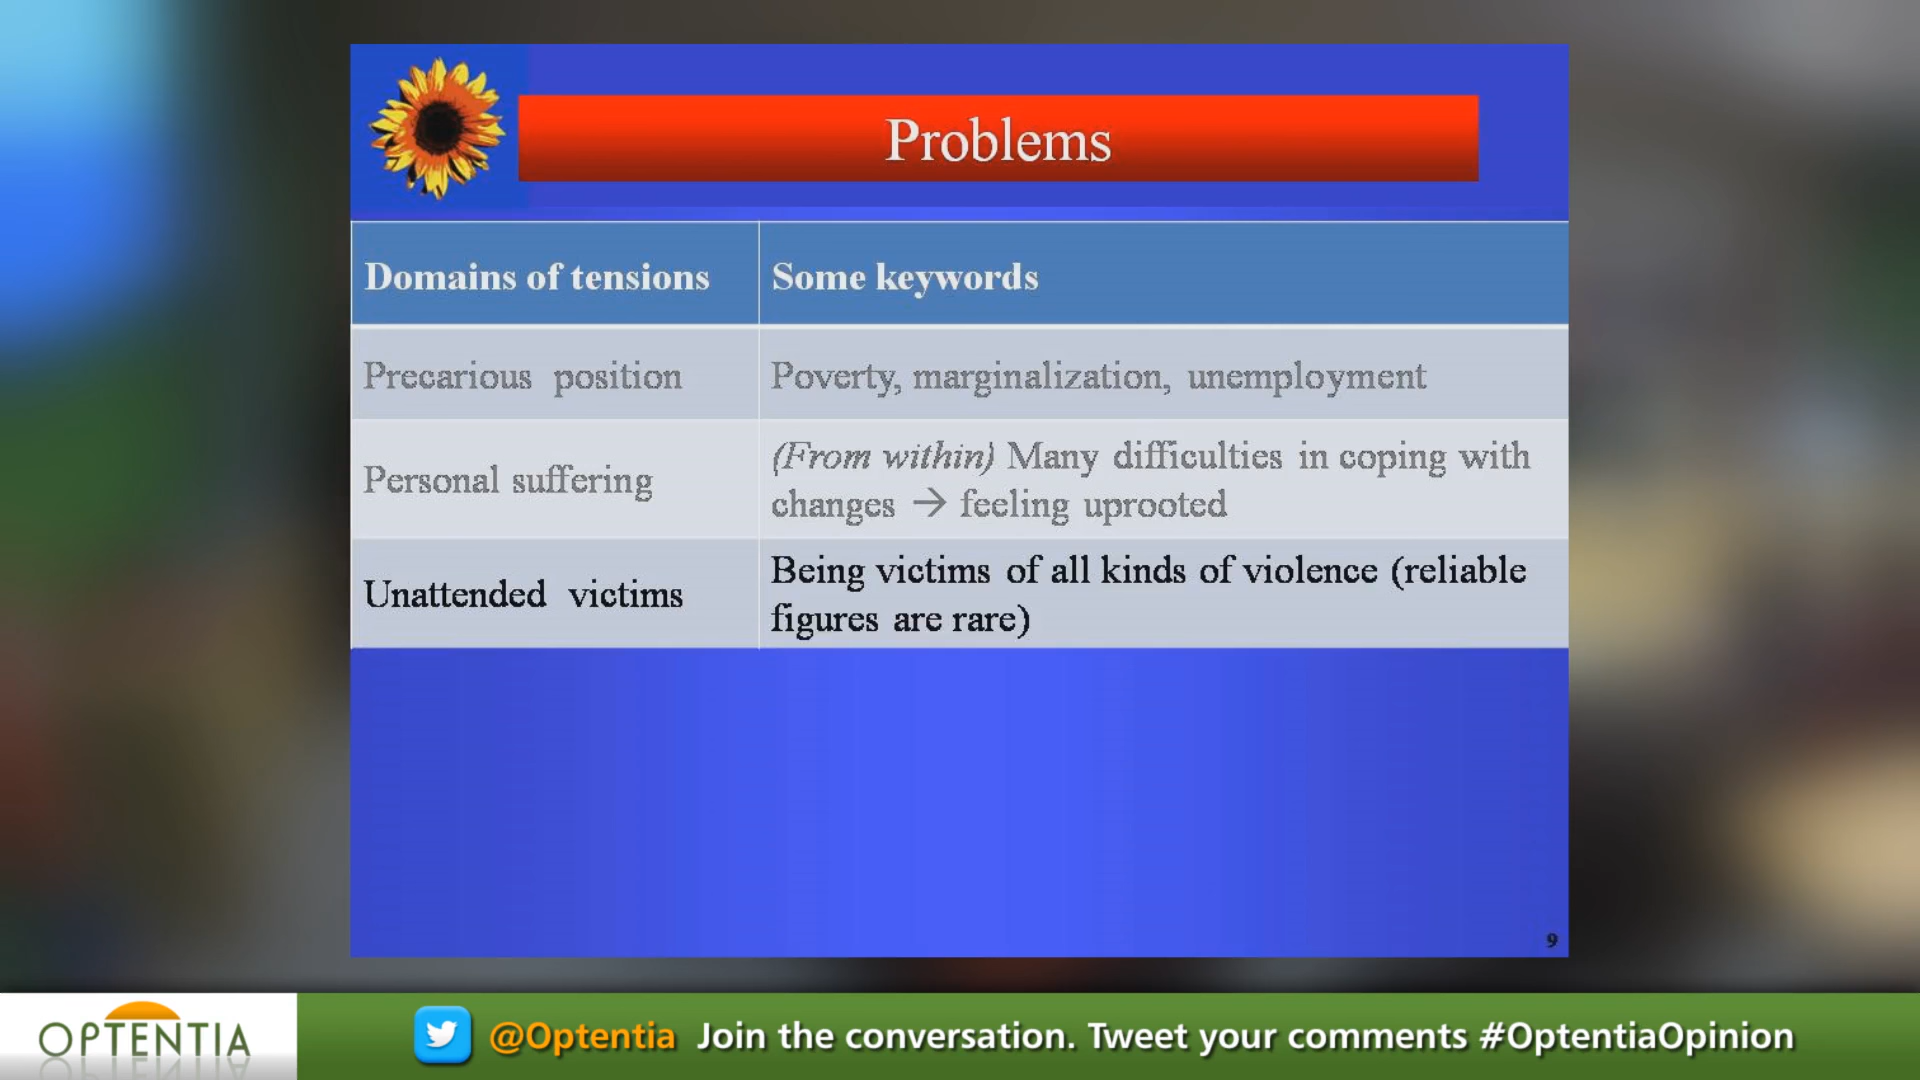 Problems
Domains of tensions
Some keywords
Precarious position
Poverty, marginalization, unemployment
Personal suffering
(From within) Many difficulties in coping with
changes → feeling uprooted
Unattended victims
Being victims of all kinds of violence (reliable
figures are rare)
9
OPTENTIA
@Optentia Join the conversation. Tweet your comments #OptentiaOpinion